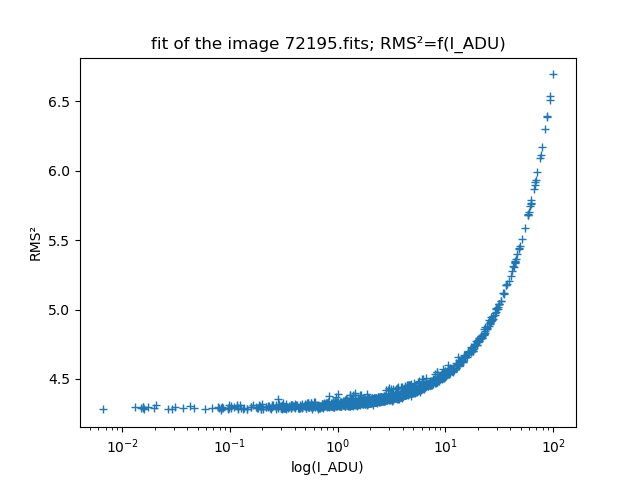 fit of the image 72195.fits; RMS²=f(I_ADU)
6.5
6.0
5.5
5.0
4.5
RMS²
10⁻² 10⁻¹ 10⁰ 10¹ 10²
log(I_ADU)